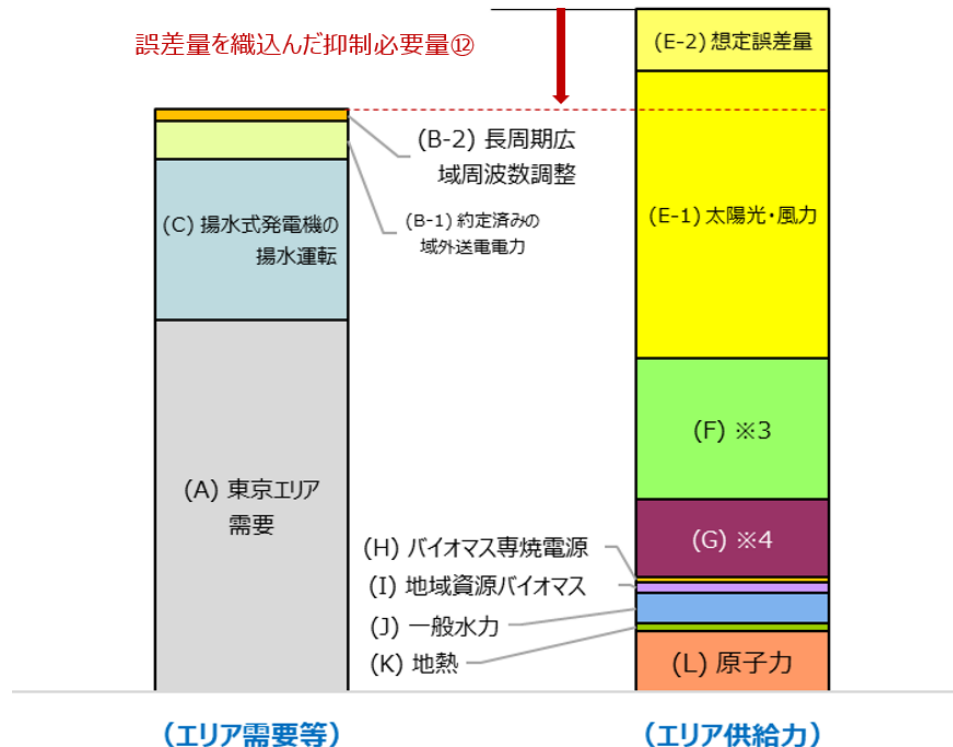 誤差量を織込んだ抑制必要量⑫
(E-2) 想定誤差量
(B-2) 長周期広
域周波数調整
(E-1) 太陽光・風力
(B-1) 約定済みの
域外送電電力
(C) 揚水式発電機の
揚水運転
(F) ※3
(A) 東京エリア
需要
(G) ※4
(H) バイオマス専焼電源
(I) 地域資源バイオマス
(J) 一般水力
(K) 地熱
(L) 原子力
（エリア需要等）
（エリア供給力）